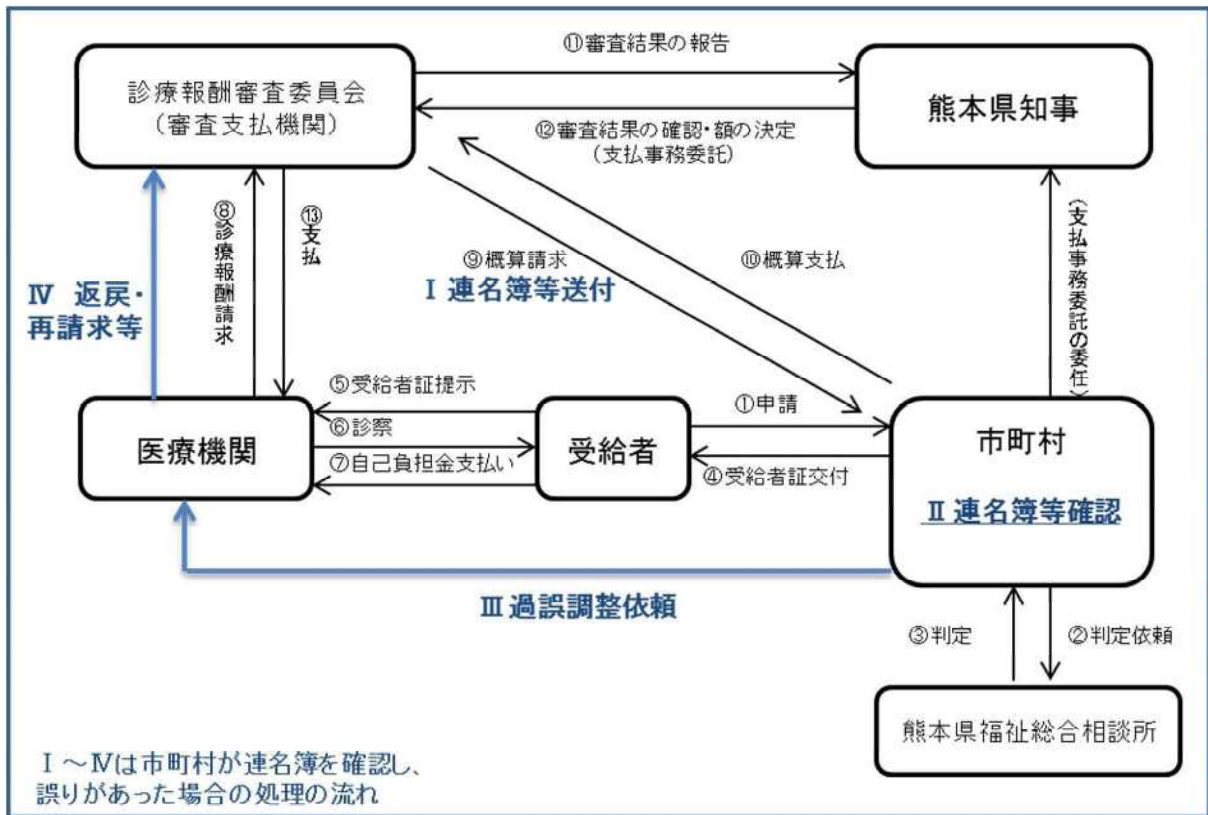 ⑪審査結果の報告
診療報酬審査委員会
(審査支払機関)
熊本県知事
⑫審査結果の確認・額の決定
(支払事務委託)
⑧診療報酬請求
⑬支払
⑨概算請求
Ⅰ 連名簿等送付
⑩概算支払
(支払事務委託の委任)
Ⅳ 返戻・
再請求等
⑤受給者証提示
①申請
医療機関
⑥診察
受給者
市町村
⑦自己負担金支払い
④受給者証交付
Ⅱ 連名簿等確認
Ⅲ 過誤調整依頼
③判定
②判定依頼
熊本県福祉総合相談所
Ⅰ～Ⅳは市町村が連名簿を確認し、
誤りがあった場合の処理の流れ